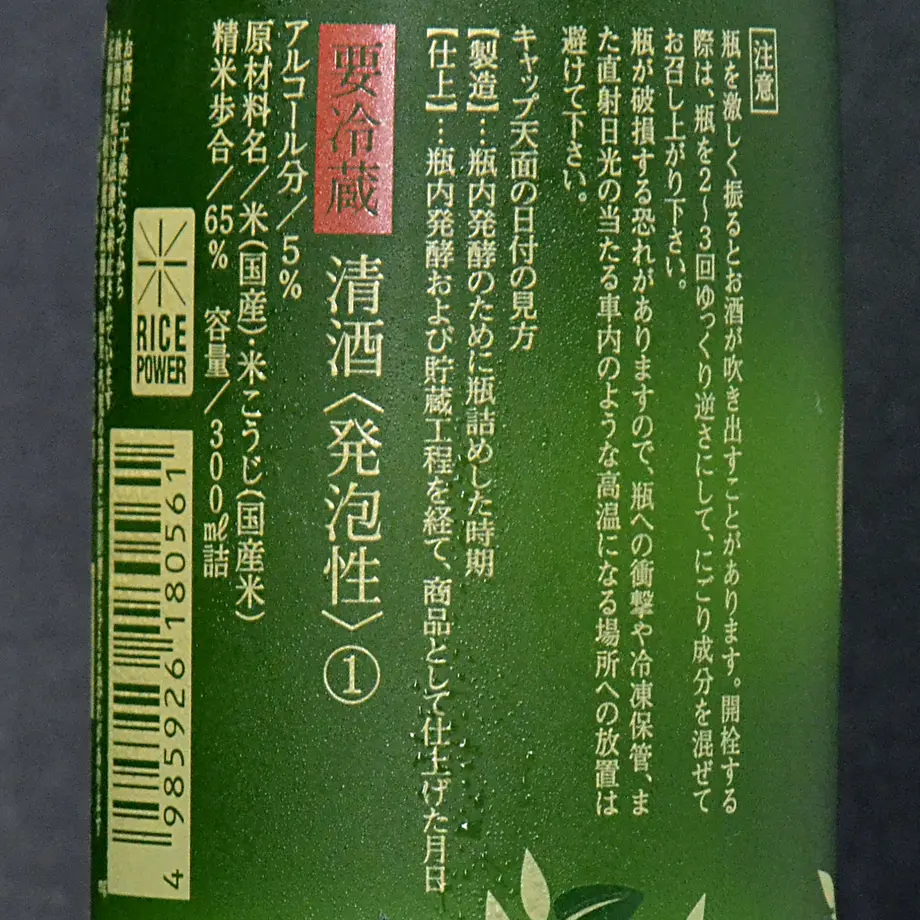 注意
瓶を激しく振るとお酒が吹き出すことがあります。開栓する
際は、瓶を2〜3回ゆっくり逆さにして、にごり成分を混ぜて
お召し上がり下さい。
瓶が破損する恐れがありますので、瓶への衝撃や冷凍保管、ま
た直射日光の当たる車内のような高温になる場所への放置は
避けて下さい。
キャップ天面の日付の見方
【製造】…瓶内発酵のために瓶詰めした時期
【仕上】…瓶内発酵および貯蔵工程を経て、商品として仕上げた月日
要冷蔵
清酒〈発泡性〉①
アルコール分/5%
原材料名/米(国産)・米こうじ(国産米)
精米歩合/65% 容量/300㎖詰
RICE
POWER
4985926180561